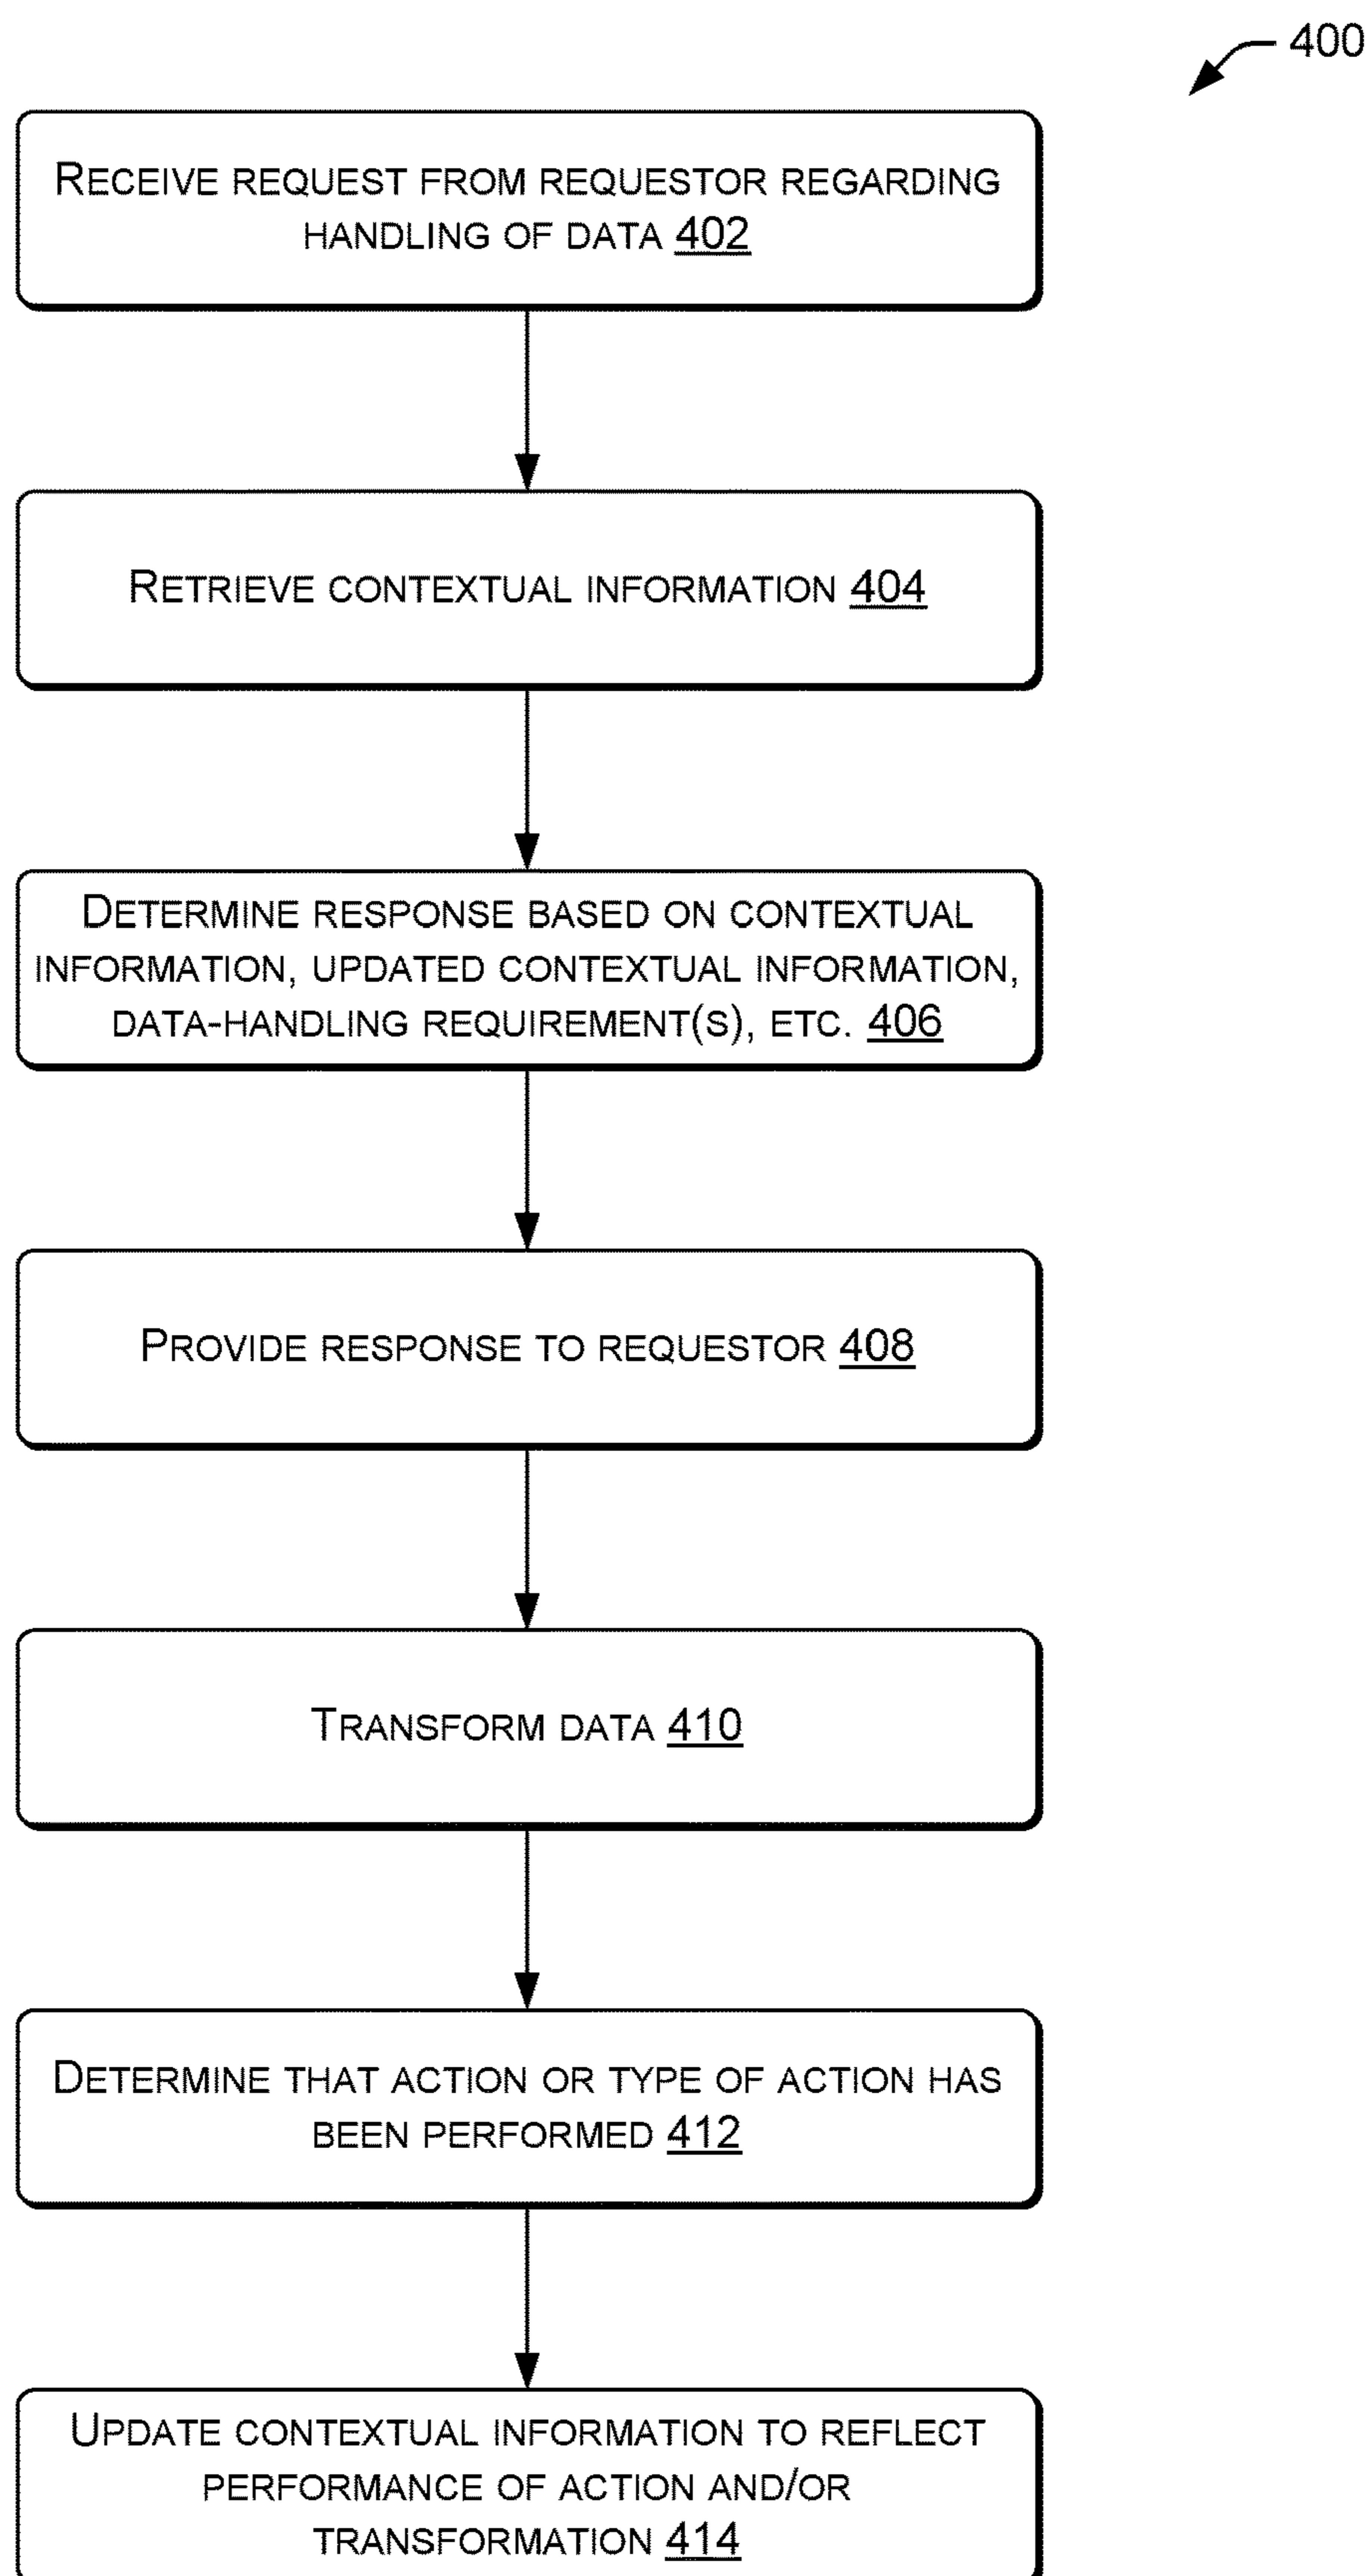 400
RECEIVE REQUEST FROM REQUESTOR REGARDING
HANDLING OF DATA 402
RETRIEVE CONTEXTUAL INFORMATION 404
DETERMINE RESPONSE BASED ON CONTEXTUAL
INFORMATION, UPDATED CONTEXTUAL INFORMATION,
DATA-HANDLING REQUIREMENT(S), ETC. 406
PROVIDE RESPONSE TO REQUESTOR 408
TRANSFORM DATA 410
DETERMINE THAT ACTION OR TYPE OF ACTION HAS
BEEN PERFORMED 412
UPDATE CONTEXTUAL INFORMATION TO REFLECT
PERFORMANCE OF ACTION AND/OR
TRANSFORMATION 414